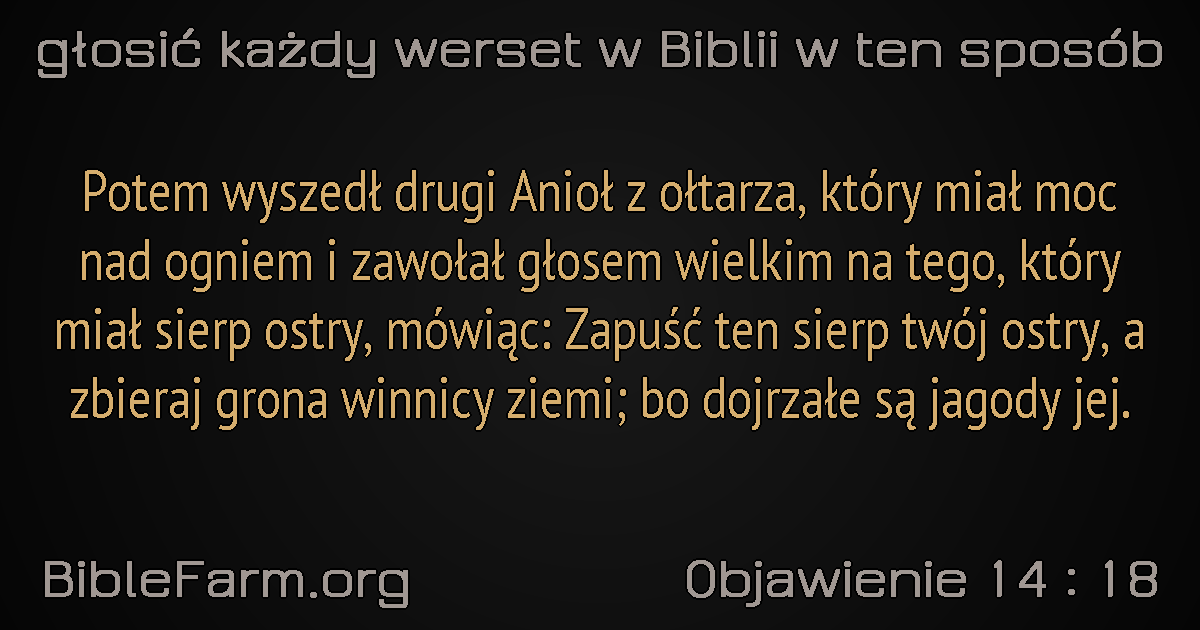 głosić każdy werset w Biblii w ten sposób
Potem wyszedł drugi Anioł z ołtarza, który miał moc
nad ogniem i zawołał głosem wielkim na tego, który
miał sierp ostry, mówiąc: Zapuść ten sierp twój ostry, a
zbieraj grona winnicy ziemi; bo dojrzałe są jagody jej.
BibleFarm.org
Objawienie 14 : 18